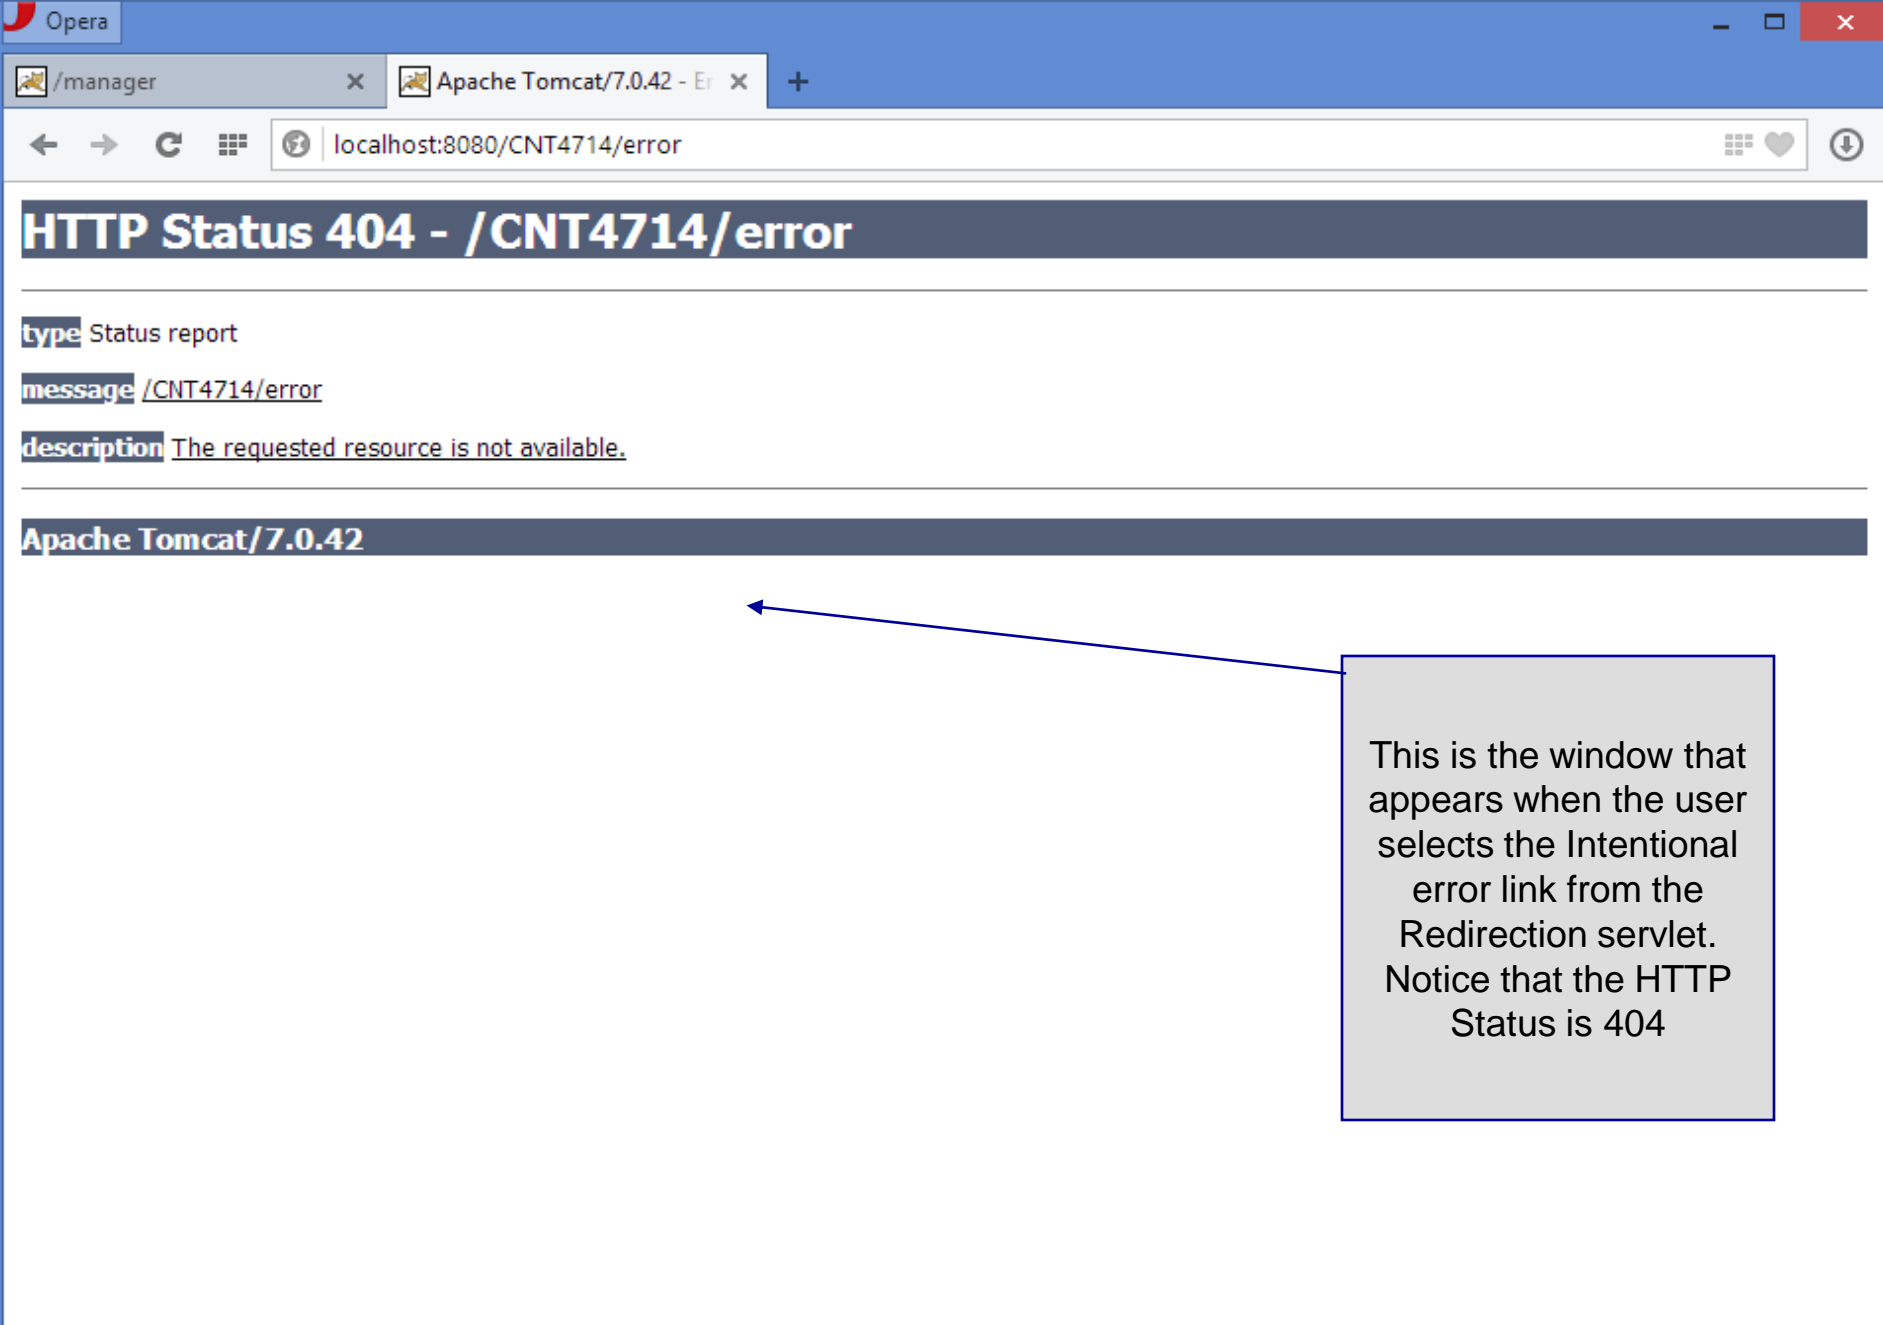 Opera
/manager
Apache Tomcat/7.0.42 - Er
localhost:8080/CNT4714/error
HTTP Status 404 - /CNT4714/error
type Status report
message /CNT4714/error
description The requested resource is not available.
Apache Tomcat/7.0.42
This is the window that
appears when the user
selects the Intentional
error link from the
Redirection servlet.
Notice that the HTTP
Status is 404